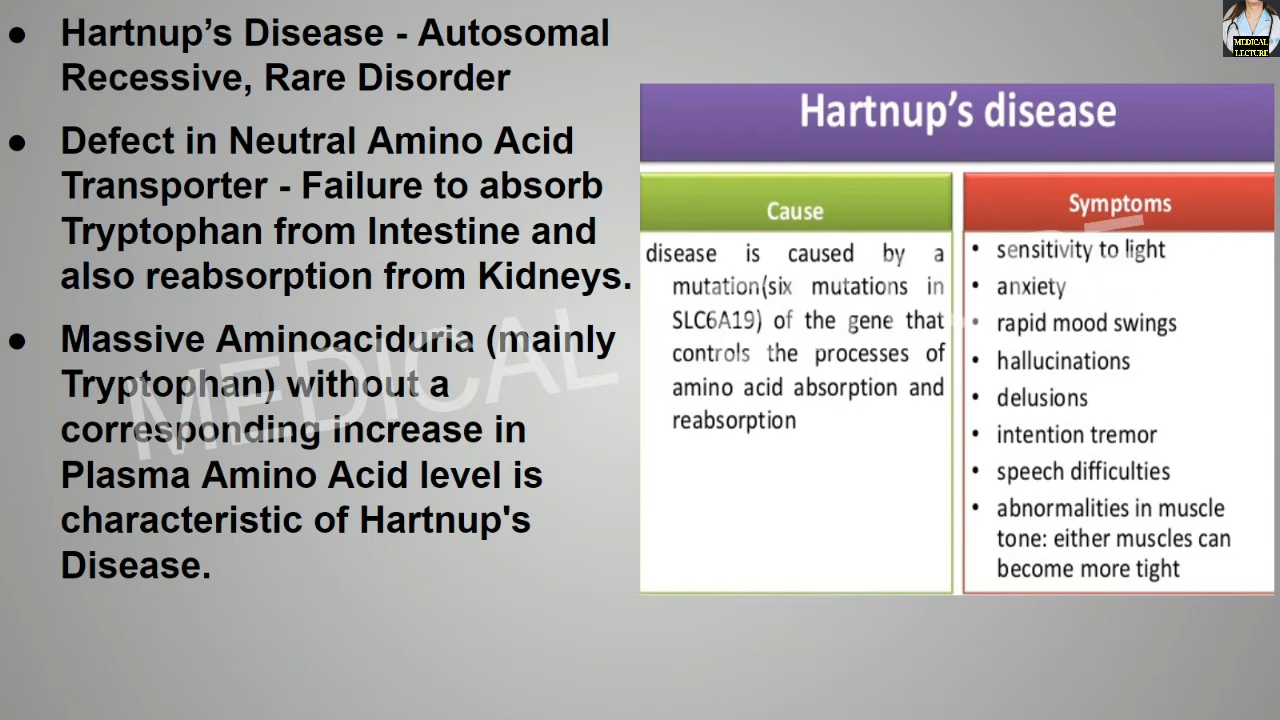 ● Hartnup’s Disease - Autosomal
Recessive, Rare Disorder
● Defect in Neutral Amino Acid
Transporter - Failure to absorb
Tryptophan from Intestine and
also reabsorption from Kidneys.
● Massive Aminoaciduria (mainly
Tryptophan) without a
corresponding increase in
Plasma Amino Acid level is
characteristic of Hartnup's
Disease.
MEDICAL
MEDICAL
LECTURE
Hartnup’s disease
Cause
disease is caused by a
mutation(six mutations in
SLC6A19) of the gene that
controls the processes of
amino acid absorption and
reabsorption
Symptoms
• sensitivity to light
• anxiety
• rapid mood swings
• hallucinations
• delusions
• intention tremor
• speech difficulties
• abnormalities in muscle
tone: either muscles can
become more tight